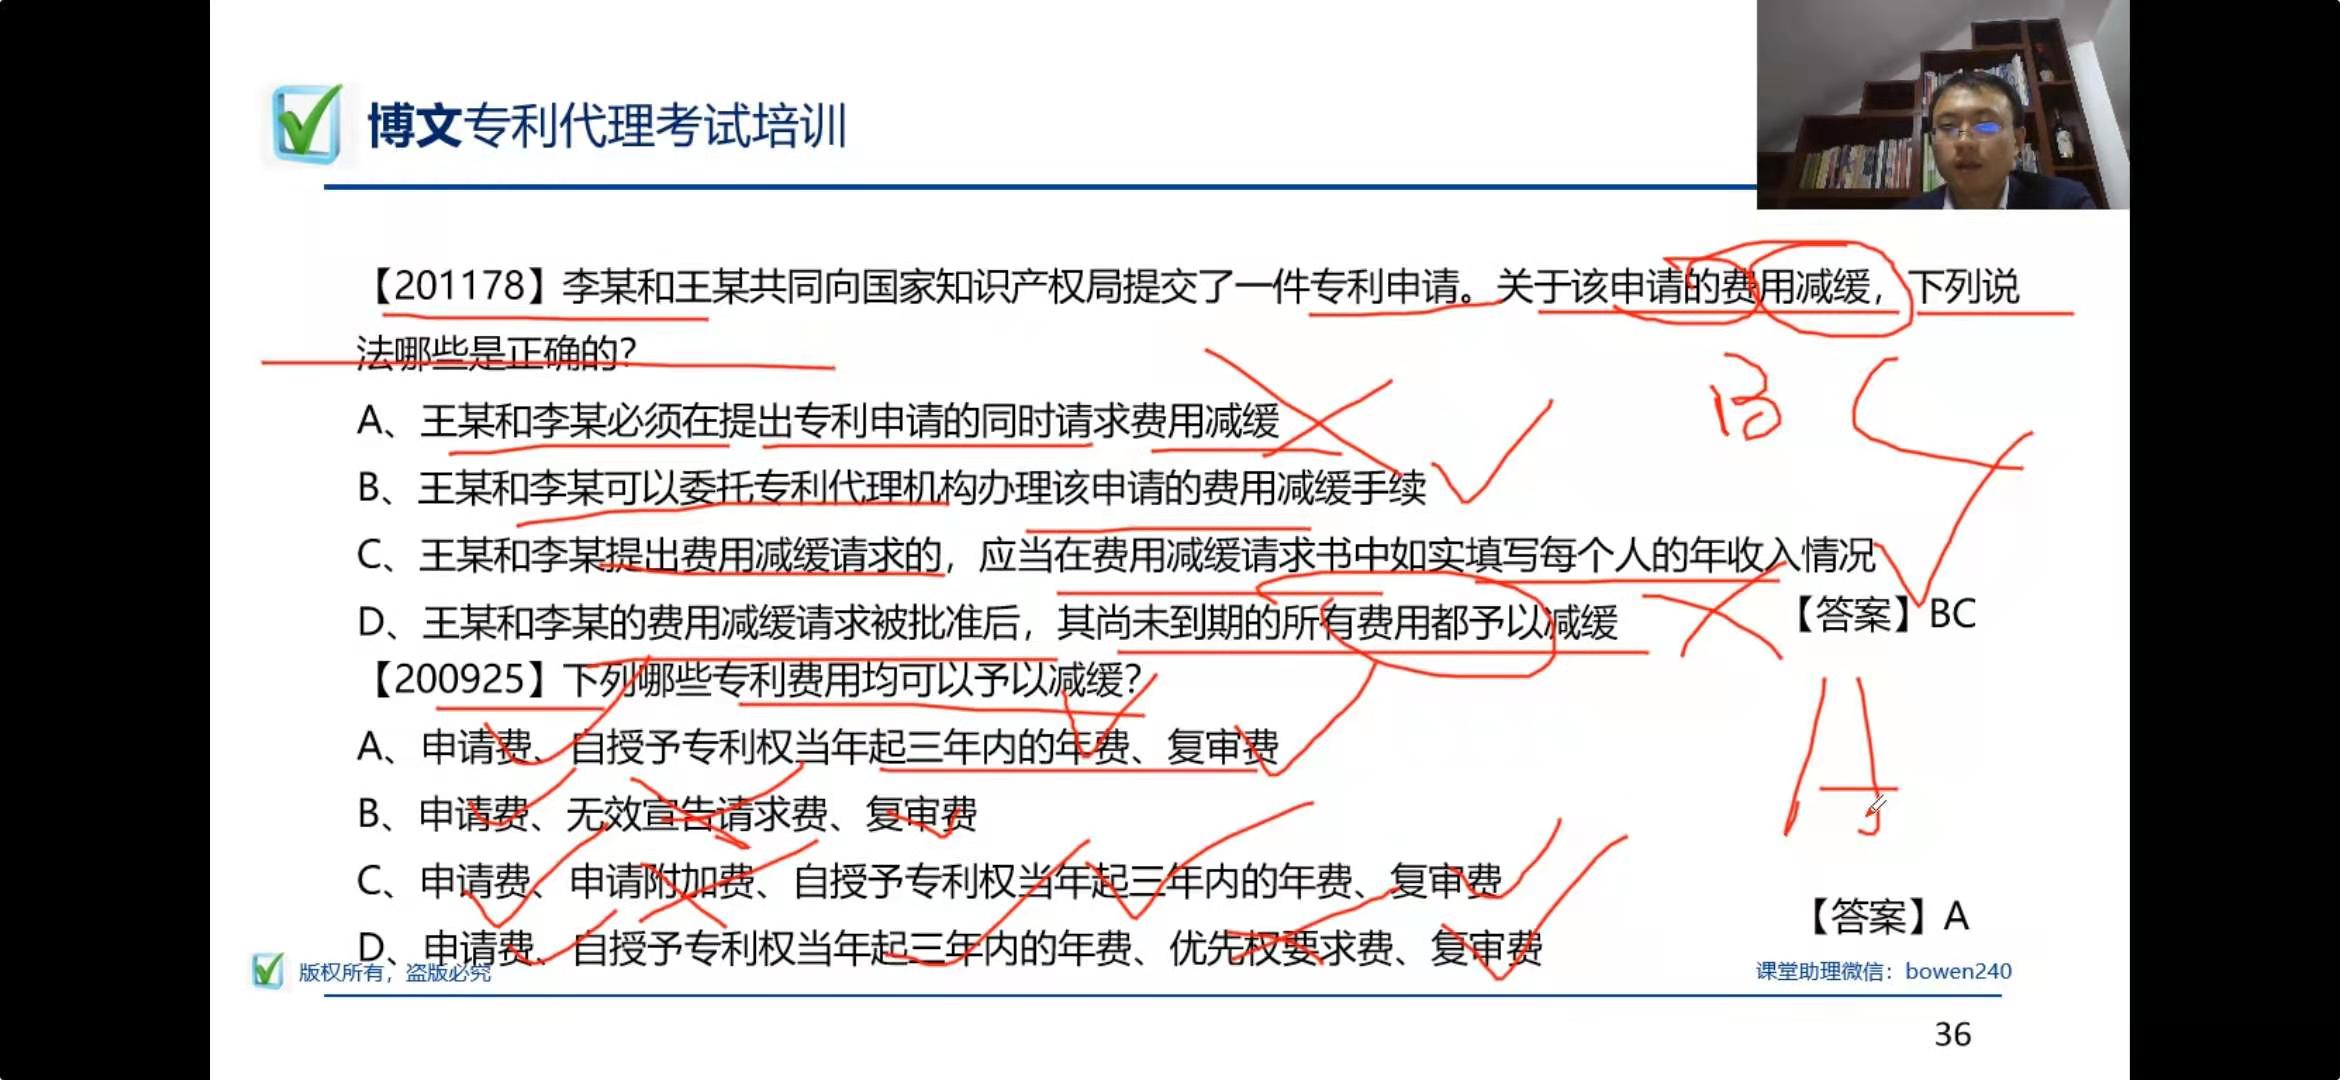 博文专利代理考试培训
【201178】李某和王某共同向国家知识产权局提交了一件专利申请。关于该申请的费用减缓，下列说
法哪些是正确的？
B C
A、王某和李某必须在提出专利申请的同时请求费用减缓
B、王某和李某可以委托专利代理机构办理该申请的费用减缓手续
C、王某和李某提出费用减缓请求的，应当在费用减缓请求书中如实填写每个人的年收入情况
D、王某和李某的费用减缓请求被批准后，其尚未到期的所有费用都予以减缓
【答案】BC
【200925】下列哪些专利费用均可以予以减缓？
A、申请费、自授予专利权当年起三年内的年费、复审费
A
B、申请费、无效宣告请求费、复审费
C、申请费、申请附加费、自授予专利权当年起三年内的年费、复审费
【答案】A
D、申请费、自授予专利权当年起三年内的年费、优先权要求费、复审费
版权所有，盗版必究
课堂助理微信：bowen240
36